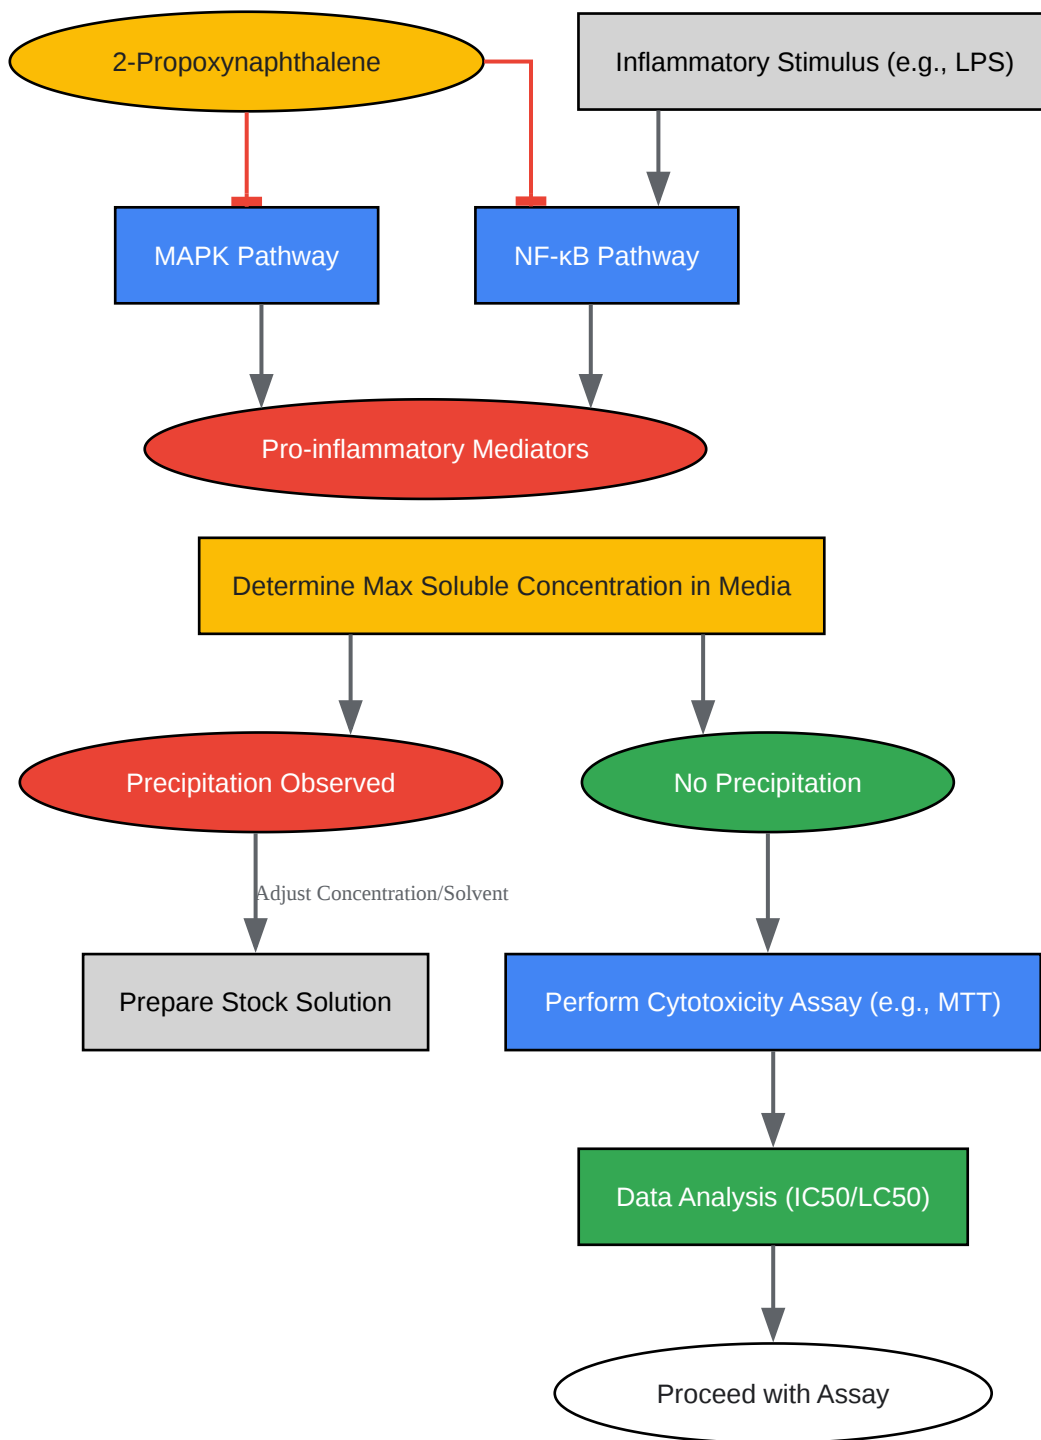 2-Propoxynaphthalene
Inflammatory Stimulus (e.g., LPS)
MAPK Pathway
NF-κB Pathway
Pro-inflammatory Mediators
Determine Max Soluble Concentration in Media
Precipitation Observed
No Precipitation
Adjust Concentration/Solvent
Prepare Stock Solution
Perform Cytotoxicity Assay (e.g., MTT)
Data Analysis (IC50/LC50)
Proceed with Assay